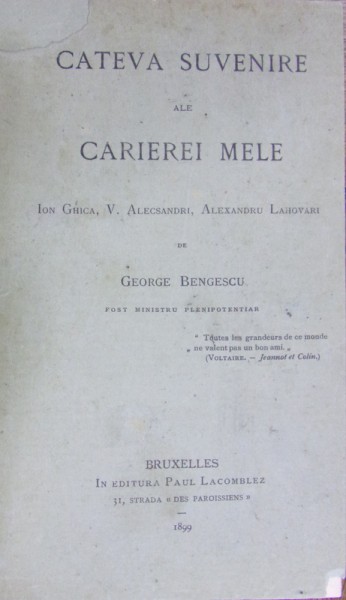 CATEVA SUVENIRE
ALE
CARIEREI MELE
ION GHICA, V. ALECSANDRI, ALEXANDRU LAHOVARI
DE
GEORGE BENGESCU
FOST MINISTRU PLENIPOTENTIAR
" Toutes les grandeurs de ce monde
„ ne valent pas un bon ami. „
(VOLTAIRE. — Jeannot et Colin.)
BRUXELLES
IN EDITURA PAUL LACOMBLEZ
31, STRADA « DES PAROISSIENS »
—
1899